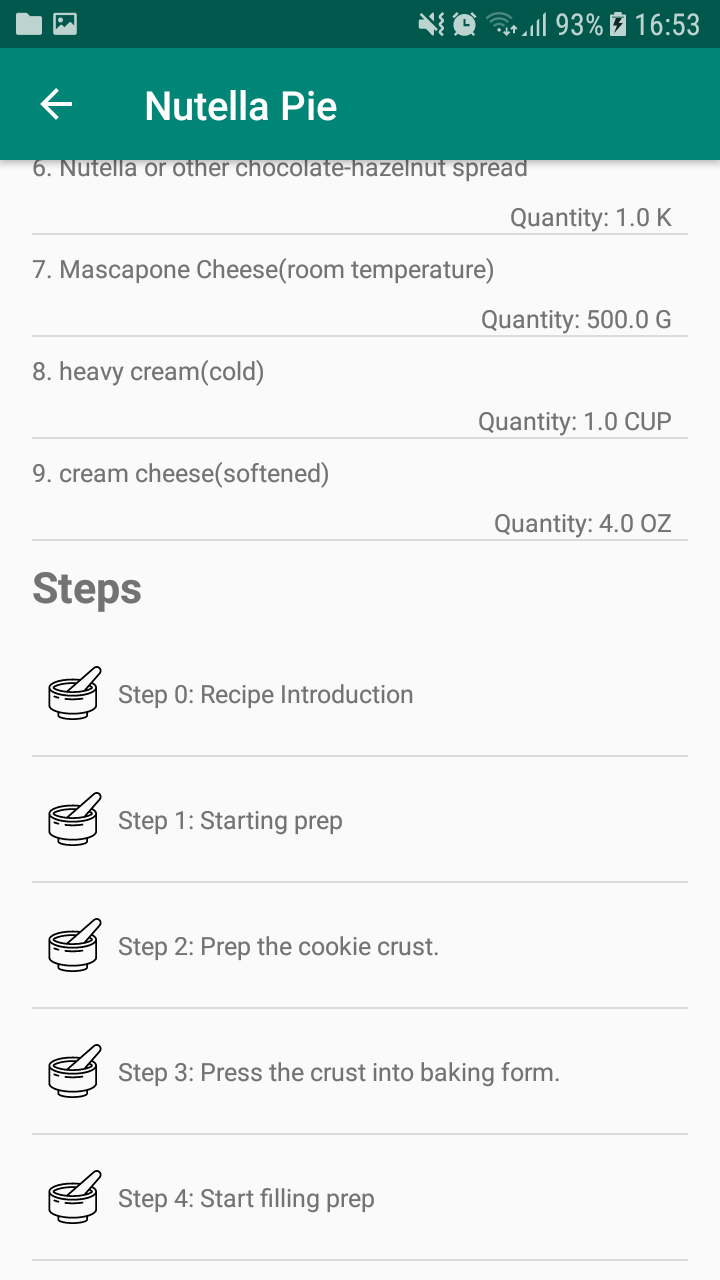 93% 16:53
Nutella Pie
6. Nutella or other chocolate-hazelnut spread
Quantity: 1.0 K
7. Mascapone Cheese(room temperature)
Quantity: 500.0 G
8. heavy cream(cold)
Quantity: 1.0 CUP
9. cream cheese(softened)
Quantity: 4.0 OZ
Steps
Step 0: Recipe Introduction
Step 1: Starting prep
Step 2: Prep the cookie crust.
Step 3: Press the crust into baking form.
Step 4: Start filling prep